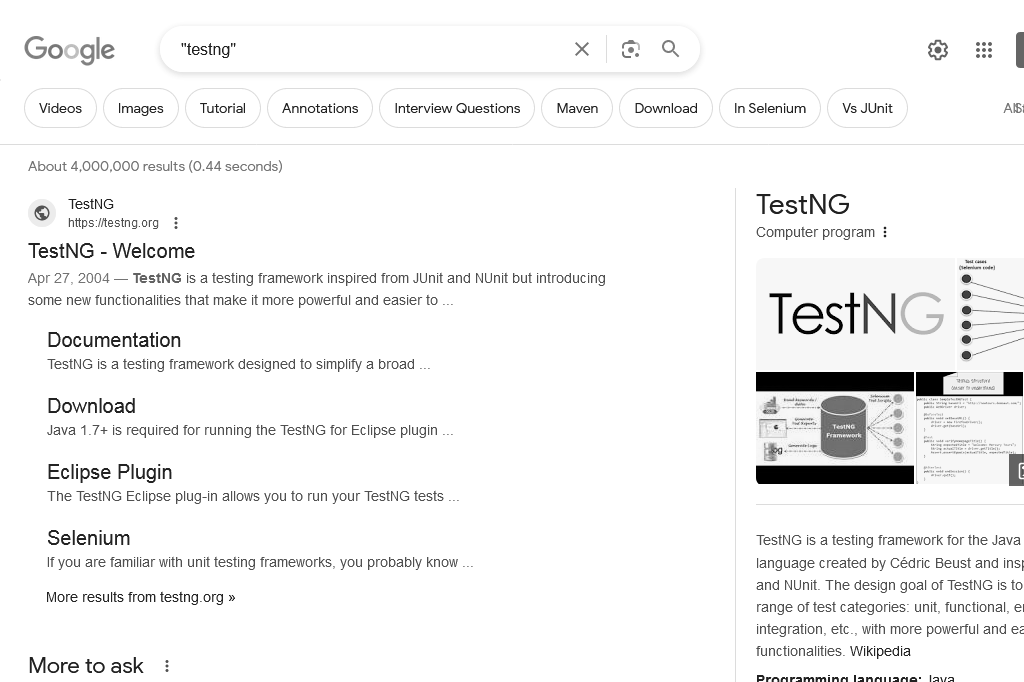 Google
"testng"
Videos
Images
Tutorial
Annotations
Interview Questions
Maven
Download
In Selenium
Vs JUnit
About 4,000,000 results (0.44 seconds)
TestNG
https://testng.org
TestNG - Welcome
Apr 27, 2004 — TestNG is a testing framework inspired from JUnit and NUnit but introducing
some new functionalities that make it more powerful and easier to ...
Documentation
TestNG is a testing framework designed to simplify a broad ...
Download
Java 1.7+ is required for running the TestNG for Eclipse plugin ...
Eclipse Plugin
The TestNG Eclipse plug-in allows you to run your TestNG tests ...
Selenium
If you are familiar with unit testing frameworks, you probably know ...
More results from testng.org »
More to ask
TestNG
Computer program
TestNG
Test cases
(Selenium code)
TestNG
Framework
TestNG is a testing framework for the Java
language created by Cédric Beust and insp
and NUnit. The design goal of TestNG is to
range of test categories: unit, functional, e
integration, etc., with more powerful and ea
functionalities. Wikipedia
Programming language: Java